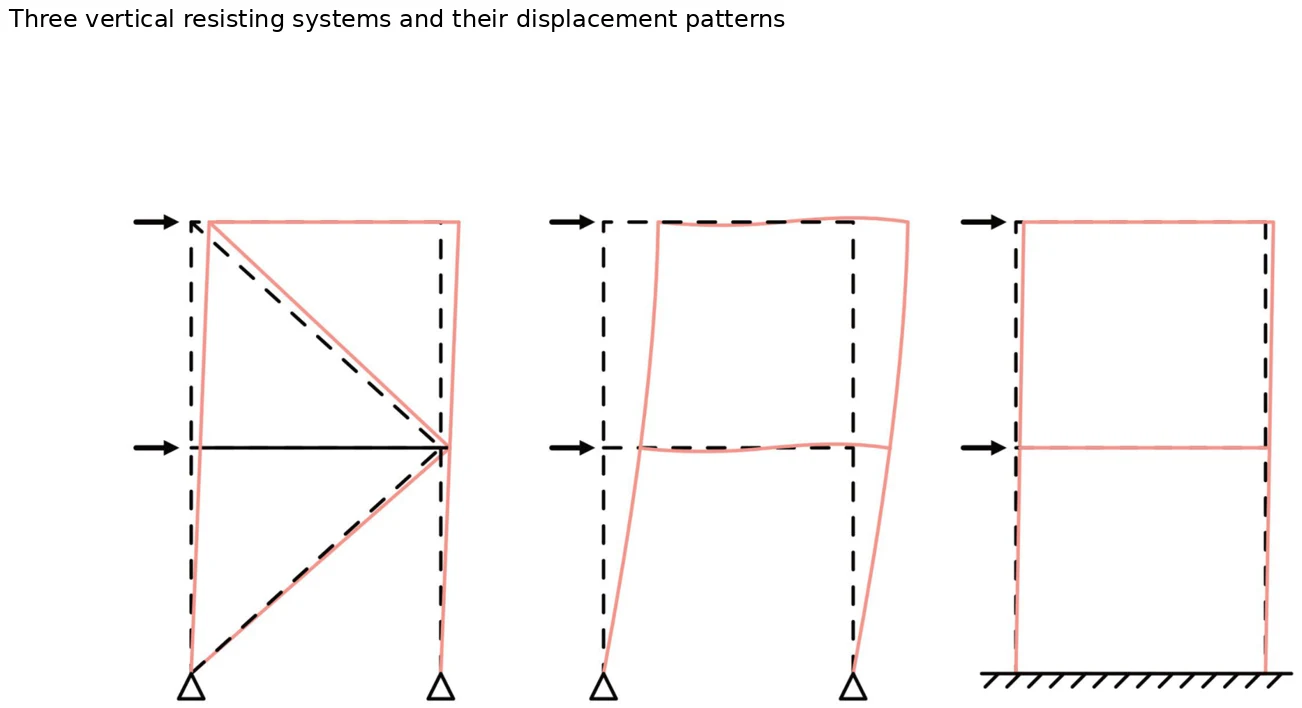 Three vertical resisting systems and their displacement patterns